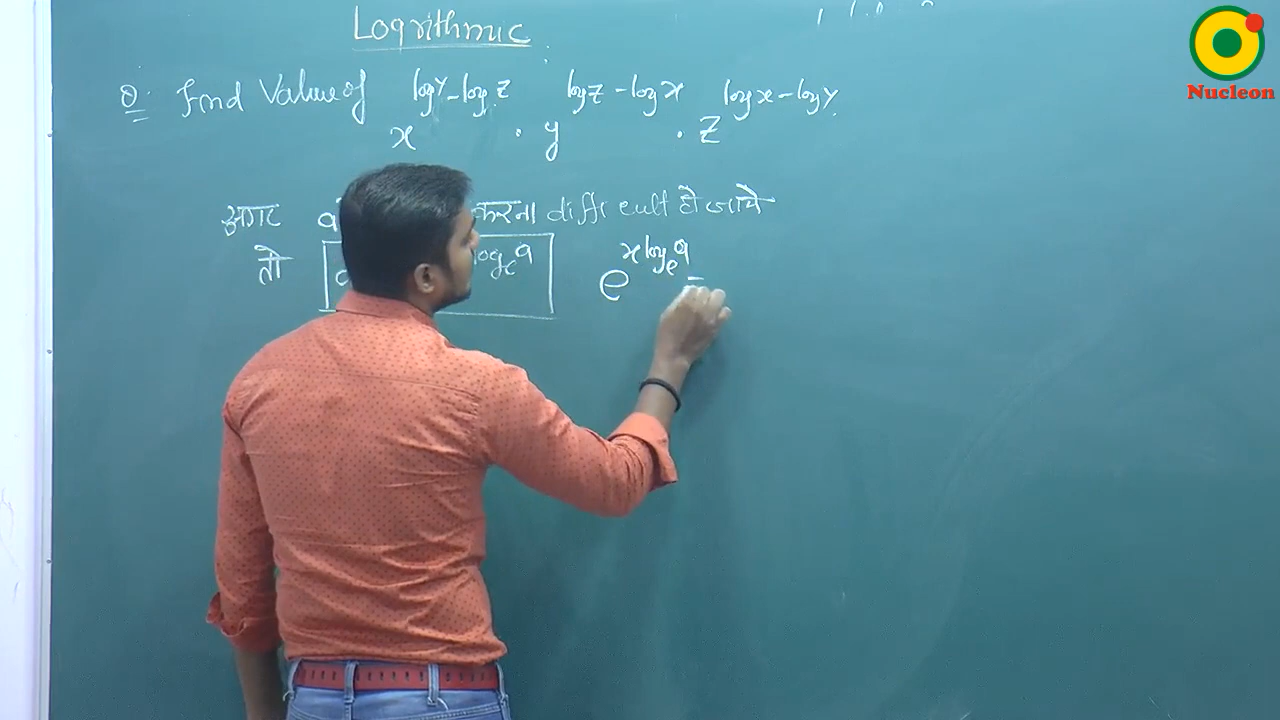 Logrithmic
Q. Find Value of x^(logY-logZ) . y^(logZ-logx) . Z^(logx-logY)
अगर a करना difficult हो जाये
तो a log_e a e^(x log_e a) =
Nucleon